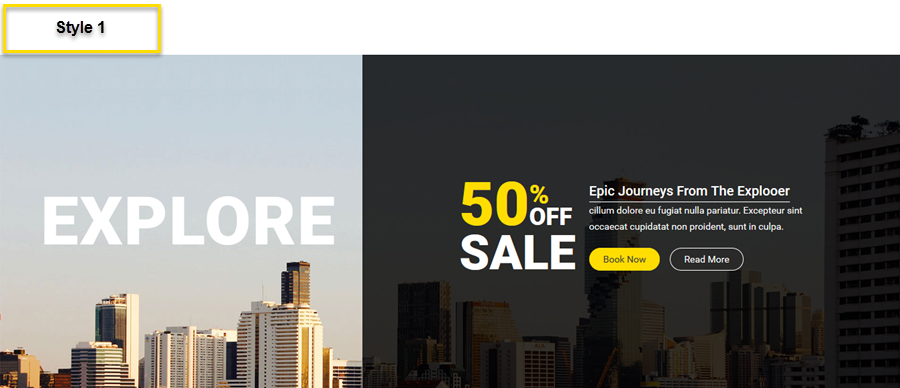 Style 1
EXPLORE
50%
OFF
SALE
Epic Journeys From The Explooer
cillum dolore eu fugiat nulla pariatur. Excepteur sint
occaecat cupidatat non proident, sunt in culpa.
Book Now
Read More